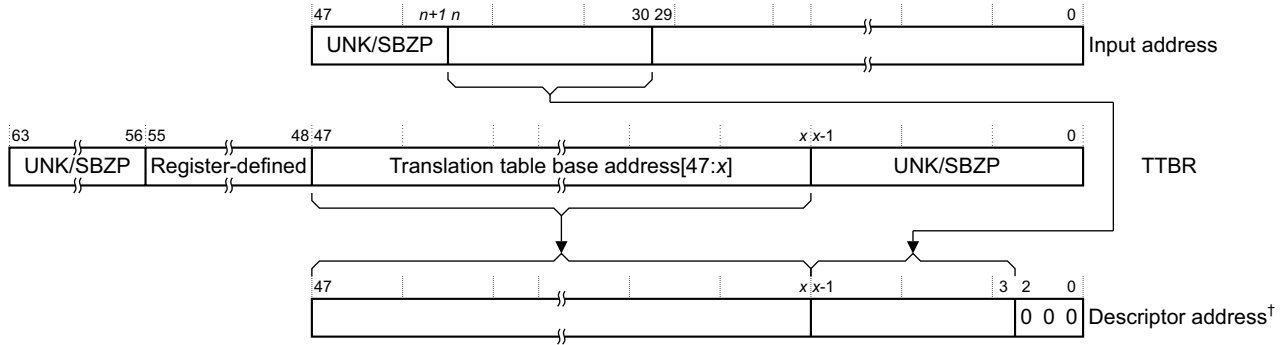 47 n+1 n 30 29 0
UNK/SBZP Input address
63 56 55 48 47 x x-1 0
UNK/SBZP Register-defined Translation table base address[47:x] UNK/SBZP TTBR
47 x x-1 3 2 0
0 0 0 Descriptor address†